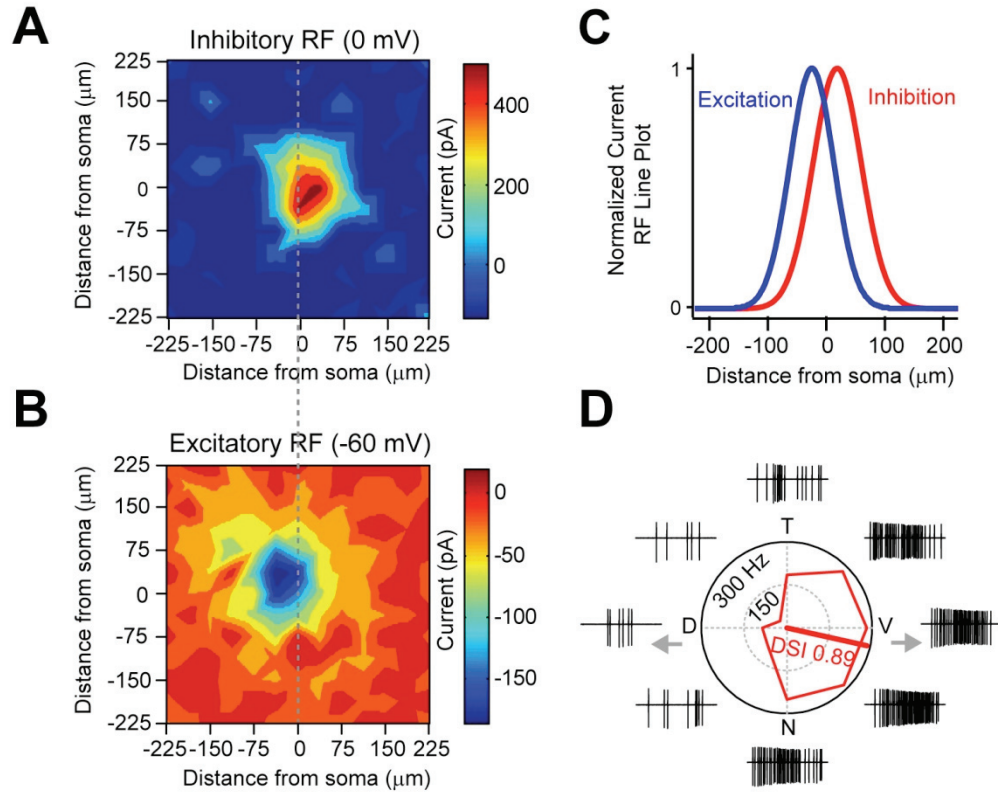 A
Inhibitory RF (0 mV)
225
150
75
0
-75
-150
-225
Distance from soma (μm)
-225 -150 -75 0 75 150 225
Distance from soma (μm)
400
200
0
Current (pA)
B
Excitatory RF (-60 mV)
225
150
75
0
-75
-150
-225
Distance from soma (μm)
-225 -150 -75 0 75 150 225
Distance from soma (μm)
0
-50
-100
-150
Current (pA)
C
Normalized Current
RF Line Plot
1
0
Excitation
Inhibition
-200 -100 0 100 200
Distance from soma (μm)
D
T
300 Hz
150
D
V
DSI 0.89
N